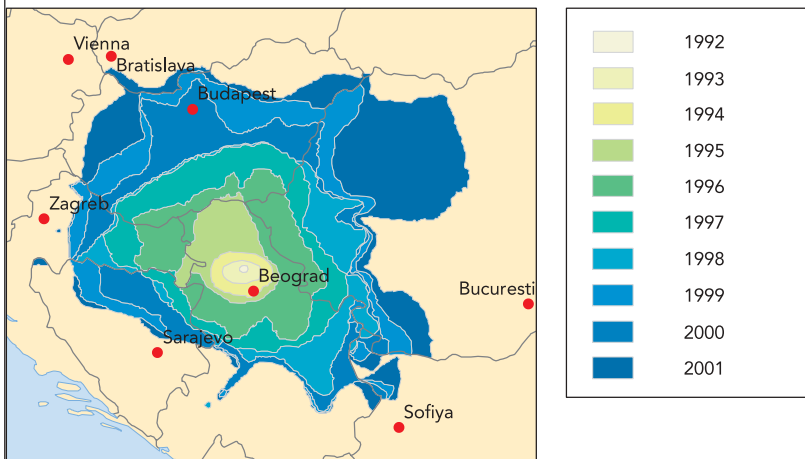 Vienna
Bratislava
Budapest
Zagreb
Beograd
Bucuresti
Sarajevo
Sofiya
1992
1993
1994
1995
1996
1997
1998
1999
2000
2001